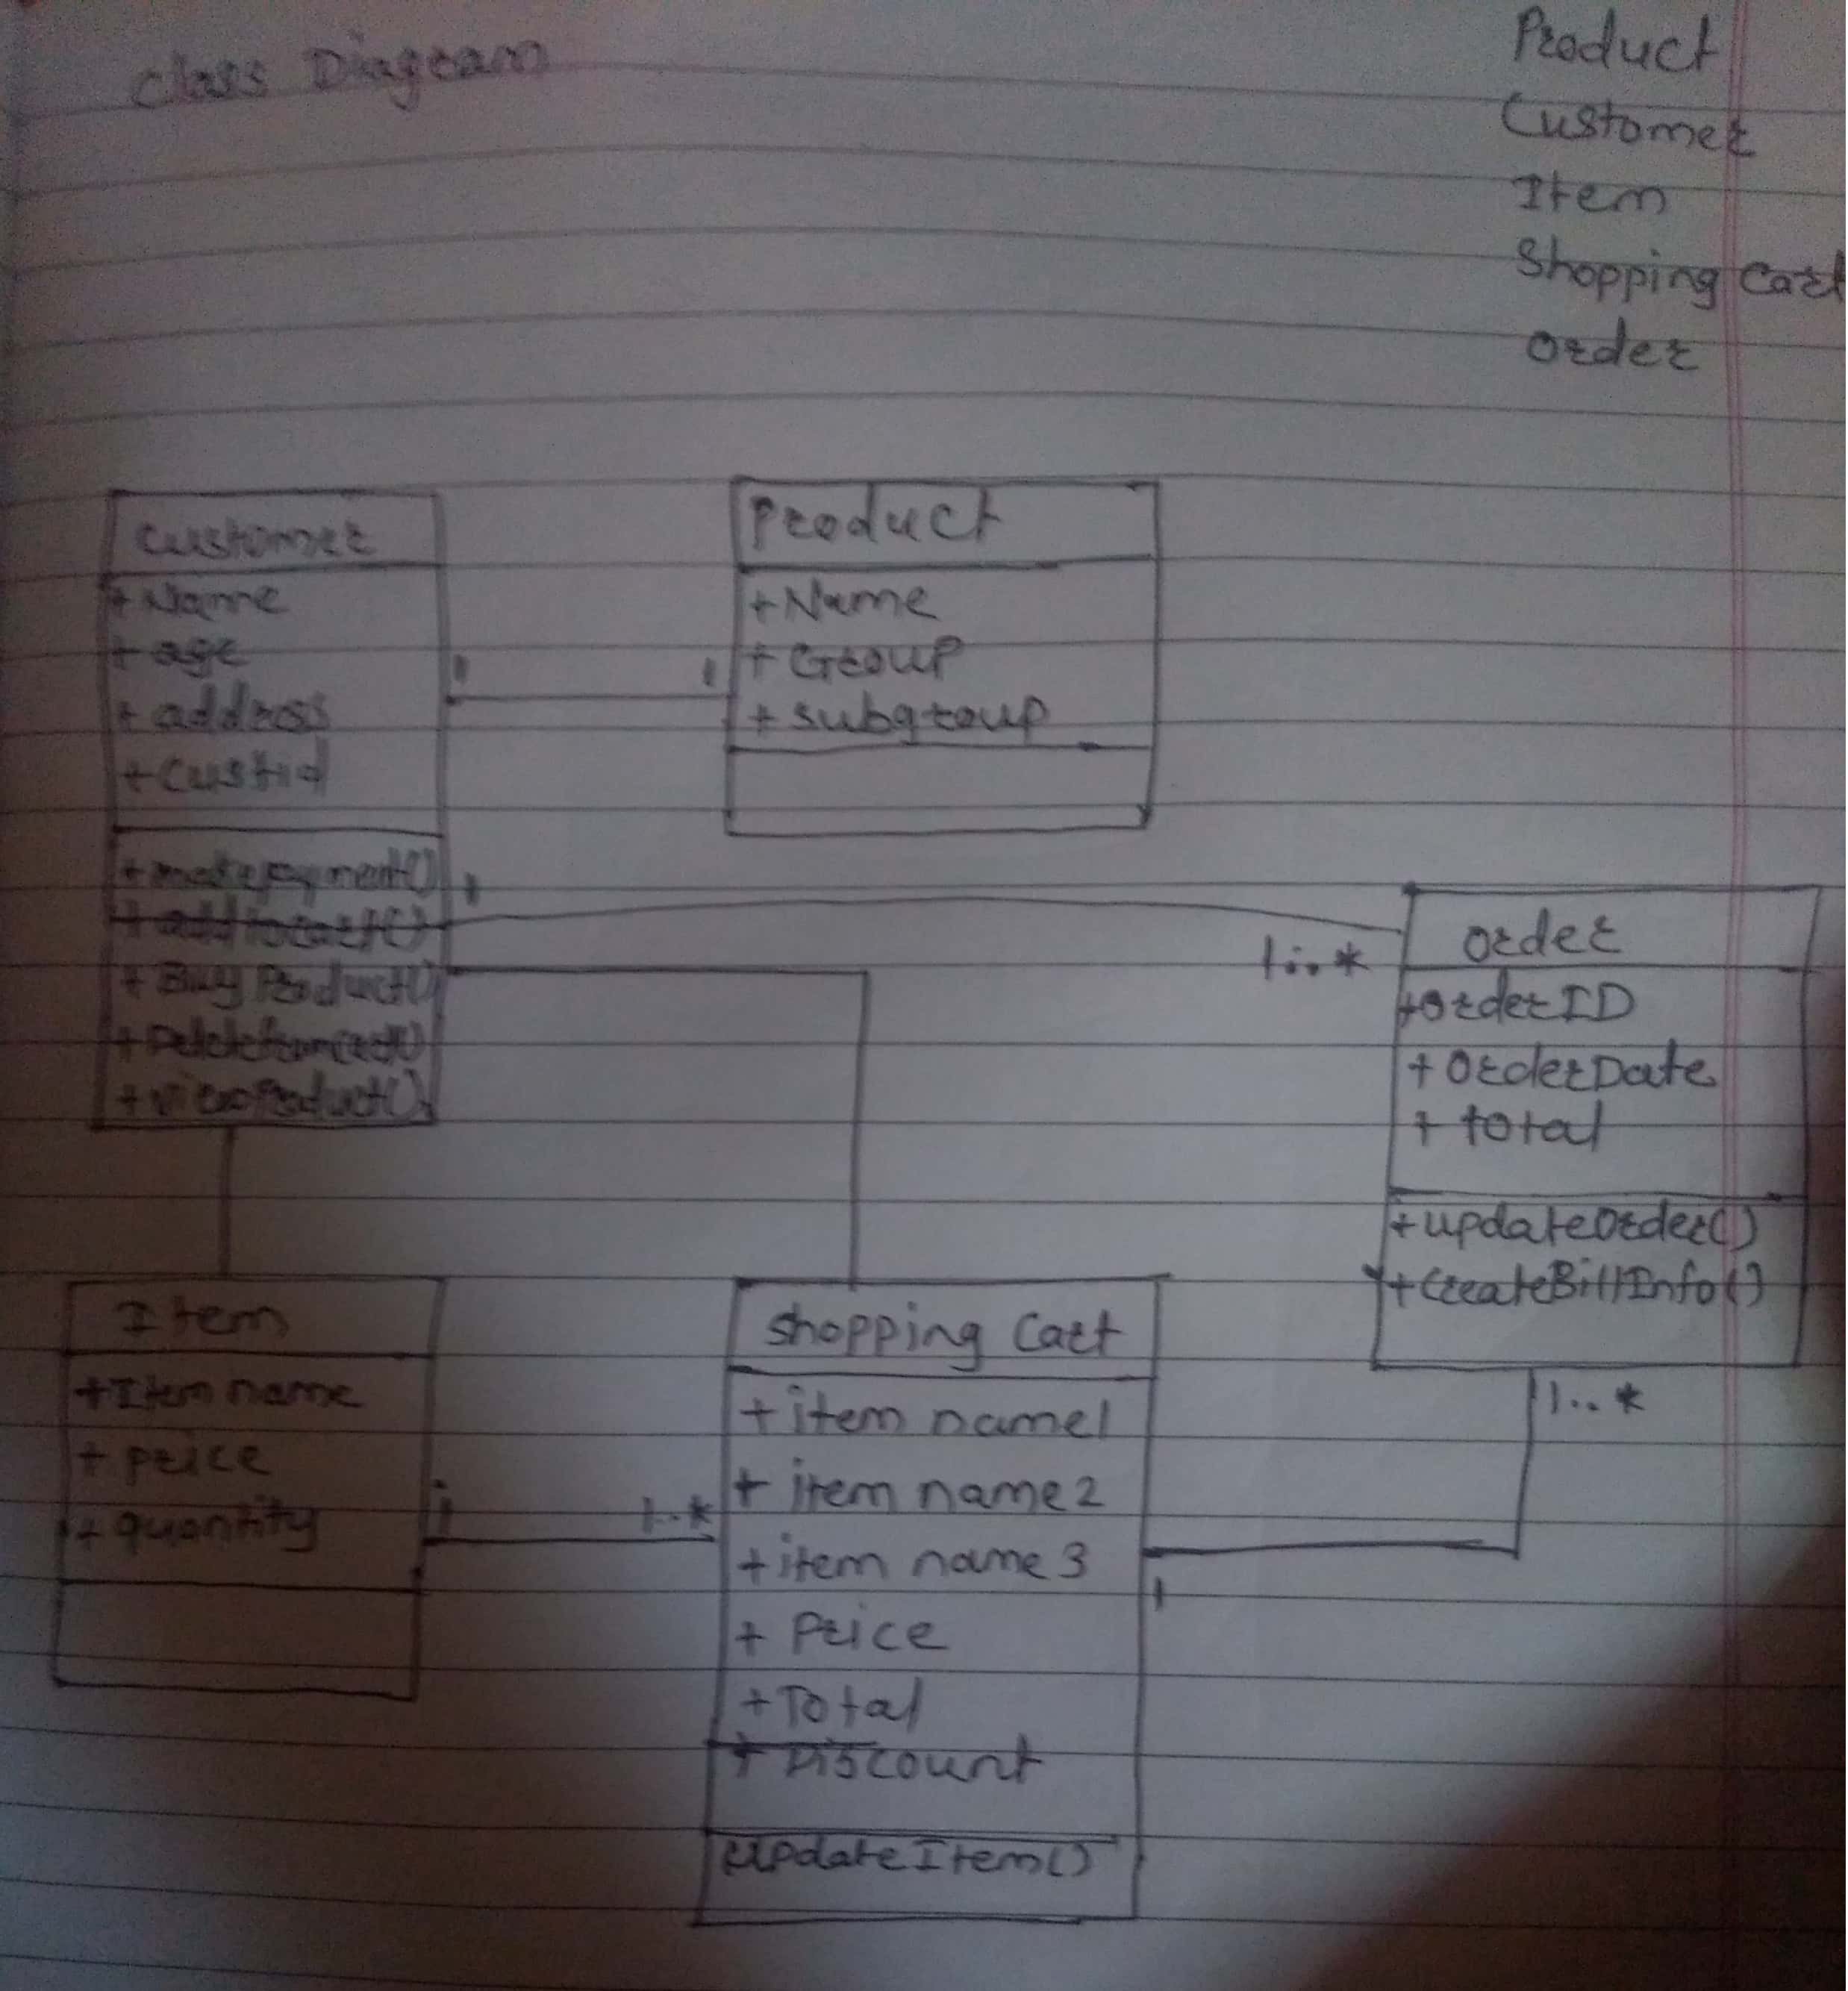 Class Diagram
Product
Customer
Item
Shopping Cart
Order
Customer
+ Name
+ age
+ address
+ CustId
+ makepayment()
+ addtocart()
+ Buy Product()
+ Deletefromcart()
+ viewProduct()
1
1
Product
+ Name
+ Group
+ subgroup
1
1...*
Order
+ OrderID
+ OrderDate
+ total
+ updateOrder()
+ CreateBillInfo()
1..*
Item
+ Item name
+ price
+ quantity
1
1..*
Shopping Cart
+ item name1
+ item name 2
+ item name 3
+ Price
+ Total
+ Discount
updateItem()
1